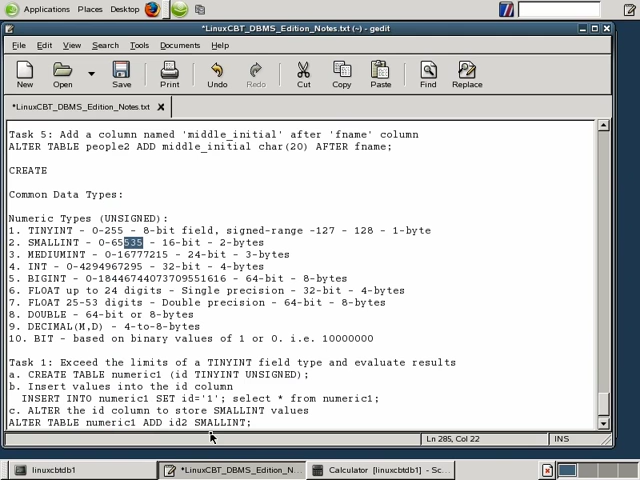 Applications Places Desktop
*LinuxCBT_DBMS_Edition_Notes.txt (~) - gedit
File Edit View Search Tools Documents Help
New Open Save Print Undo Redo Cut Copy Paste Find Replace
*LinuxCBT_DBMS_Edition_Notes.txt
Task 5: Add a column named 'middle_initial' after 'fname' column
ALTER TABLE people2 ADD middle_initial char(20) AFTER fname;
CREATE
Common Data Types:
Numeric Types (UNSIGNED):
1. TINYINT - 0-255 - 8-bit field, signed-range -127 - 128 - 1-byte
2. SMALLINT - 0-65535 - 16-bit - 2-bytes
3. MEDIUMINT - 0-16777215 - 24-bit - 3-bytes
4. INT - 0-4294967295 - 32-bit - 4-bytes
5. BIGINT - 0-18446744073709551616 - 64-bit - 8-bytes
6. FLOAT up to 24 digits - Single precision - 32-bit - 4-bytes
7. FLOAT 25-53 digits - Double precision - 64-bit - 8-bytes
8. DOUBLE - 64-bit or 8-bytes
9. DECIMAL(M,D) - 4-to-8-bytes
10. BIT - based on binary values of 1 or 0. i.e. 10000000
Task 1: Exceed the limits of a TINYINT field type and evaluate results
a. CREATE TABLE numeric1 (id TINYINT UNSIGNED);
b. Insert values into the id column
INSERT INTO numeric1 SET id='1'; select * from numeric1;
c. ALTER the id column to store SMALLINT values
ALTER TABLE numeric1 ADD id2 SMALLINT;
Ln 285, Col 22 INS
linuxcbtdb1 *LinuxCBT_DBMS_Edition_N... Calculator [linuxcbtdb1] - Sc...